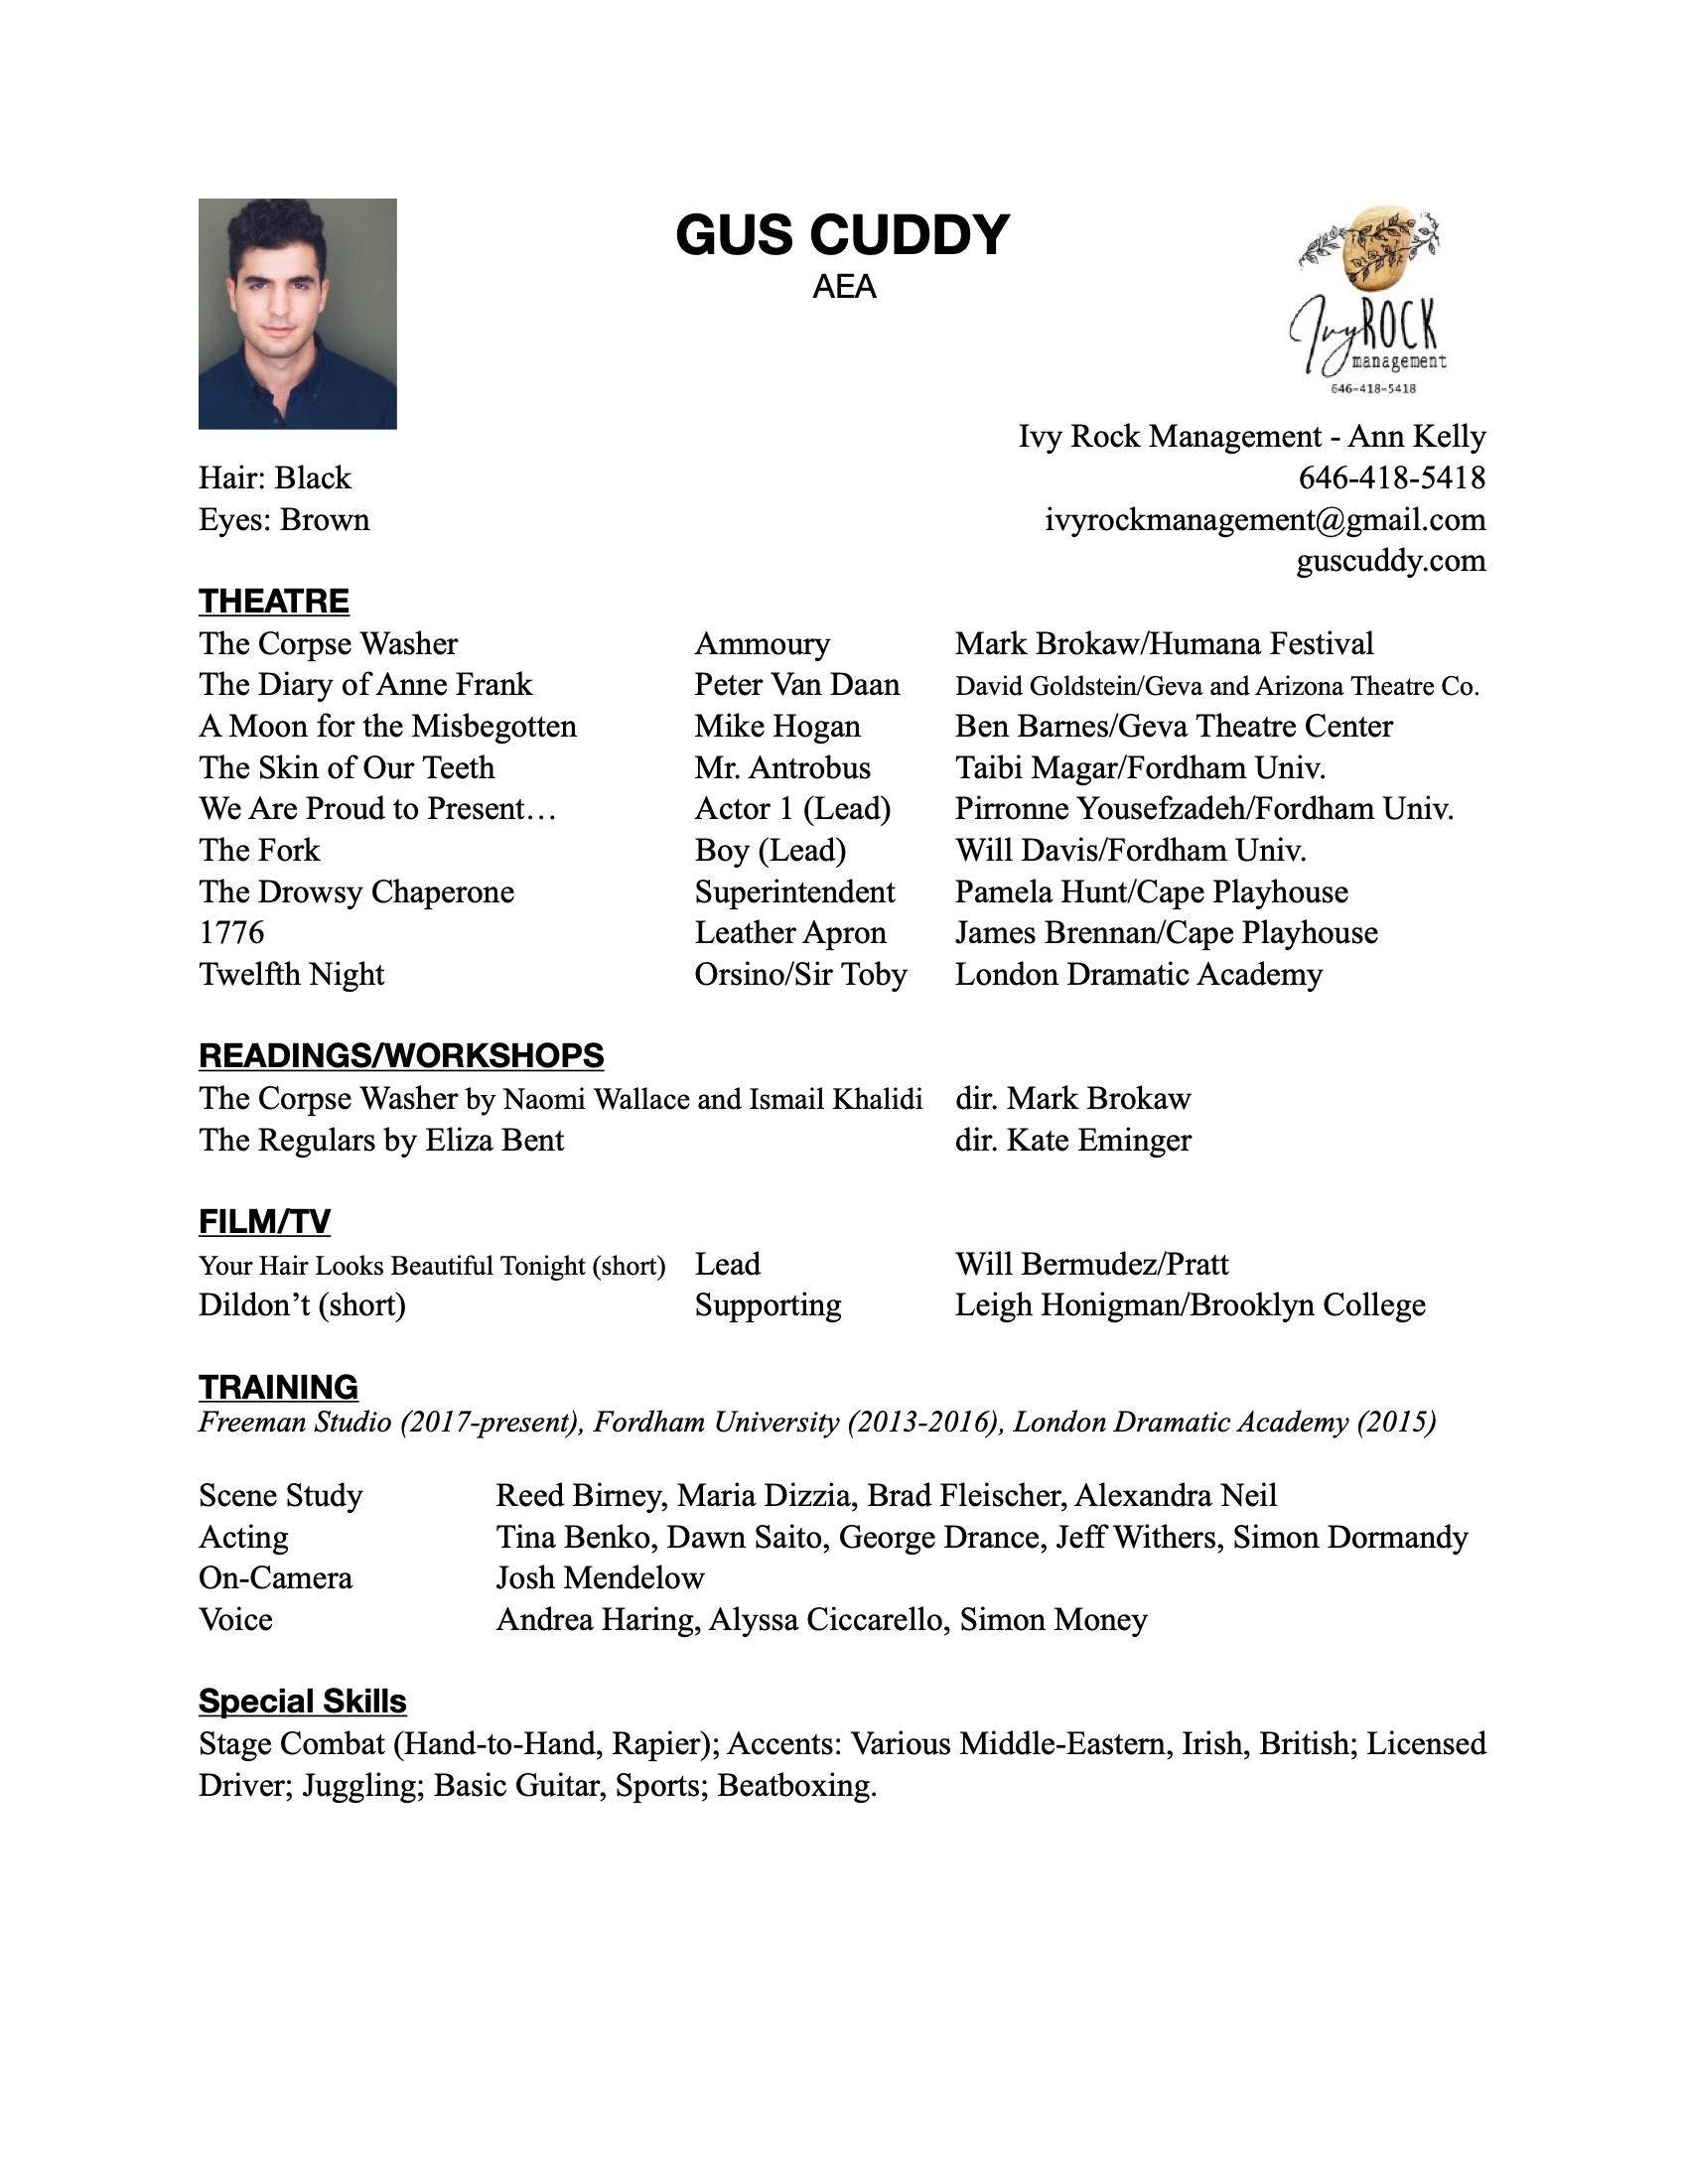 GUS CUDDY
AEA
IvyROCK
management
646-418-5418
Ivy Rock Management - Ann Kelly
Hair: Black 646-418-5418
Eyes: Brown ivyrockmanagement@gmail.com
guscuddy.com
THEATRE
The Corpse Washer Ammoury Mark Brokaw/Humana Festival
The Diary of Anne Frank Peter Van Daan David Goldstein/Geva and Arizona Theatre Co.
A Moon for the Misbegotten Mike Hogan Ben Barnes/Geva Theatre Center
The Skin of Our Teeth Mr. Antrobus Taibi Magar/Fordham Univ.
We Are Proud to Present… Actor 1 (Lead) Pirronne Yousefzadeh/Fordham Univ.
The Fork Boy (Lead) Will Davis/Fordham Univ.
The Drowsy Chaperone Superintendent Pamela Hunt/Cape Playhouse
1776 Leather Apron James Brennan/Cape Playhouse
Twelfth Night Orsino/Sir Toby London Dramatic Academy
READINGS/WORKSHOPS
The Corpse Washer by Naomi Wallace and Ismail Khalidi dir. Mark Brokaw
The Regulars by Eliza Bent dir. Kate Eminger
FILM/TV
Your Hair Looks Beautiful Tonight (short) Lead Will Bermudez/Pratt
Dildon’t (short) Supporting Leigh Honigman/Brooklyn College
TRAINING
Freeman Studio (2017-present), Fordham University (2013-2016), London Dramatic Academy (2015)
Scene Study Reed Birney, Maria Dizzia, Brad Fleischer, Alexandra Neil
Acting Tina Benko, Dawn Saito, George Drance, Jeff Withers, Simon Dormandy
On-Camera Josh Mendelow
Voice Andrea Haring, Alyssa Ciccarello, Simon Money
Special Skills
Stage Combat (Hand-to-Hand, Rapier); Accents: Various Middle-Eastern, Irish, British; Licensed
Driver; Juggling; Basic Guitar, Sports; Beatboxing.